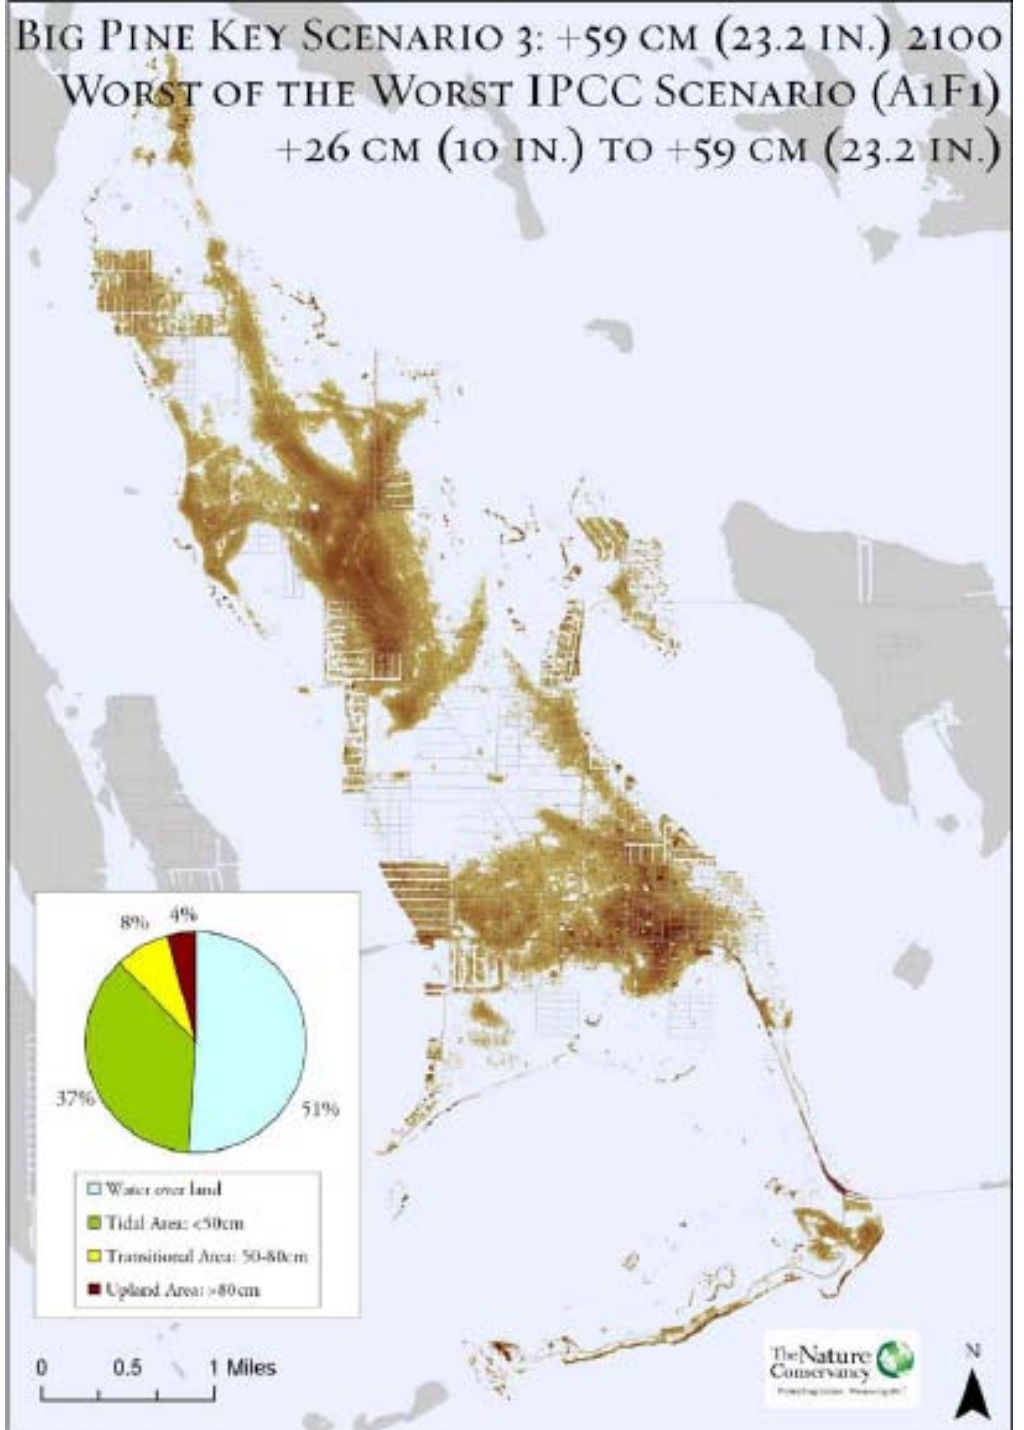 BIG PINE KEY SCENARIO 3: +59 CM (23.2 IN.) 2100
WORST OF THE WORST IPCC SCENARIO (A1F1)
+26 CM (10 IN.) TO +59 CM (23.2 IN.)
8%
4%
37%
51%
Water over land
Tidal Area: <50cm
Transitional Area: 50-80cm
Upland Area: >80cm
0 0.5 1 Miles
The Nature
Conservancy
N